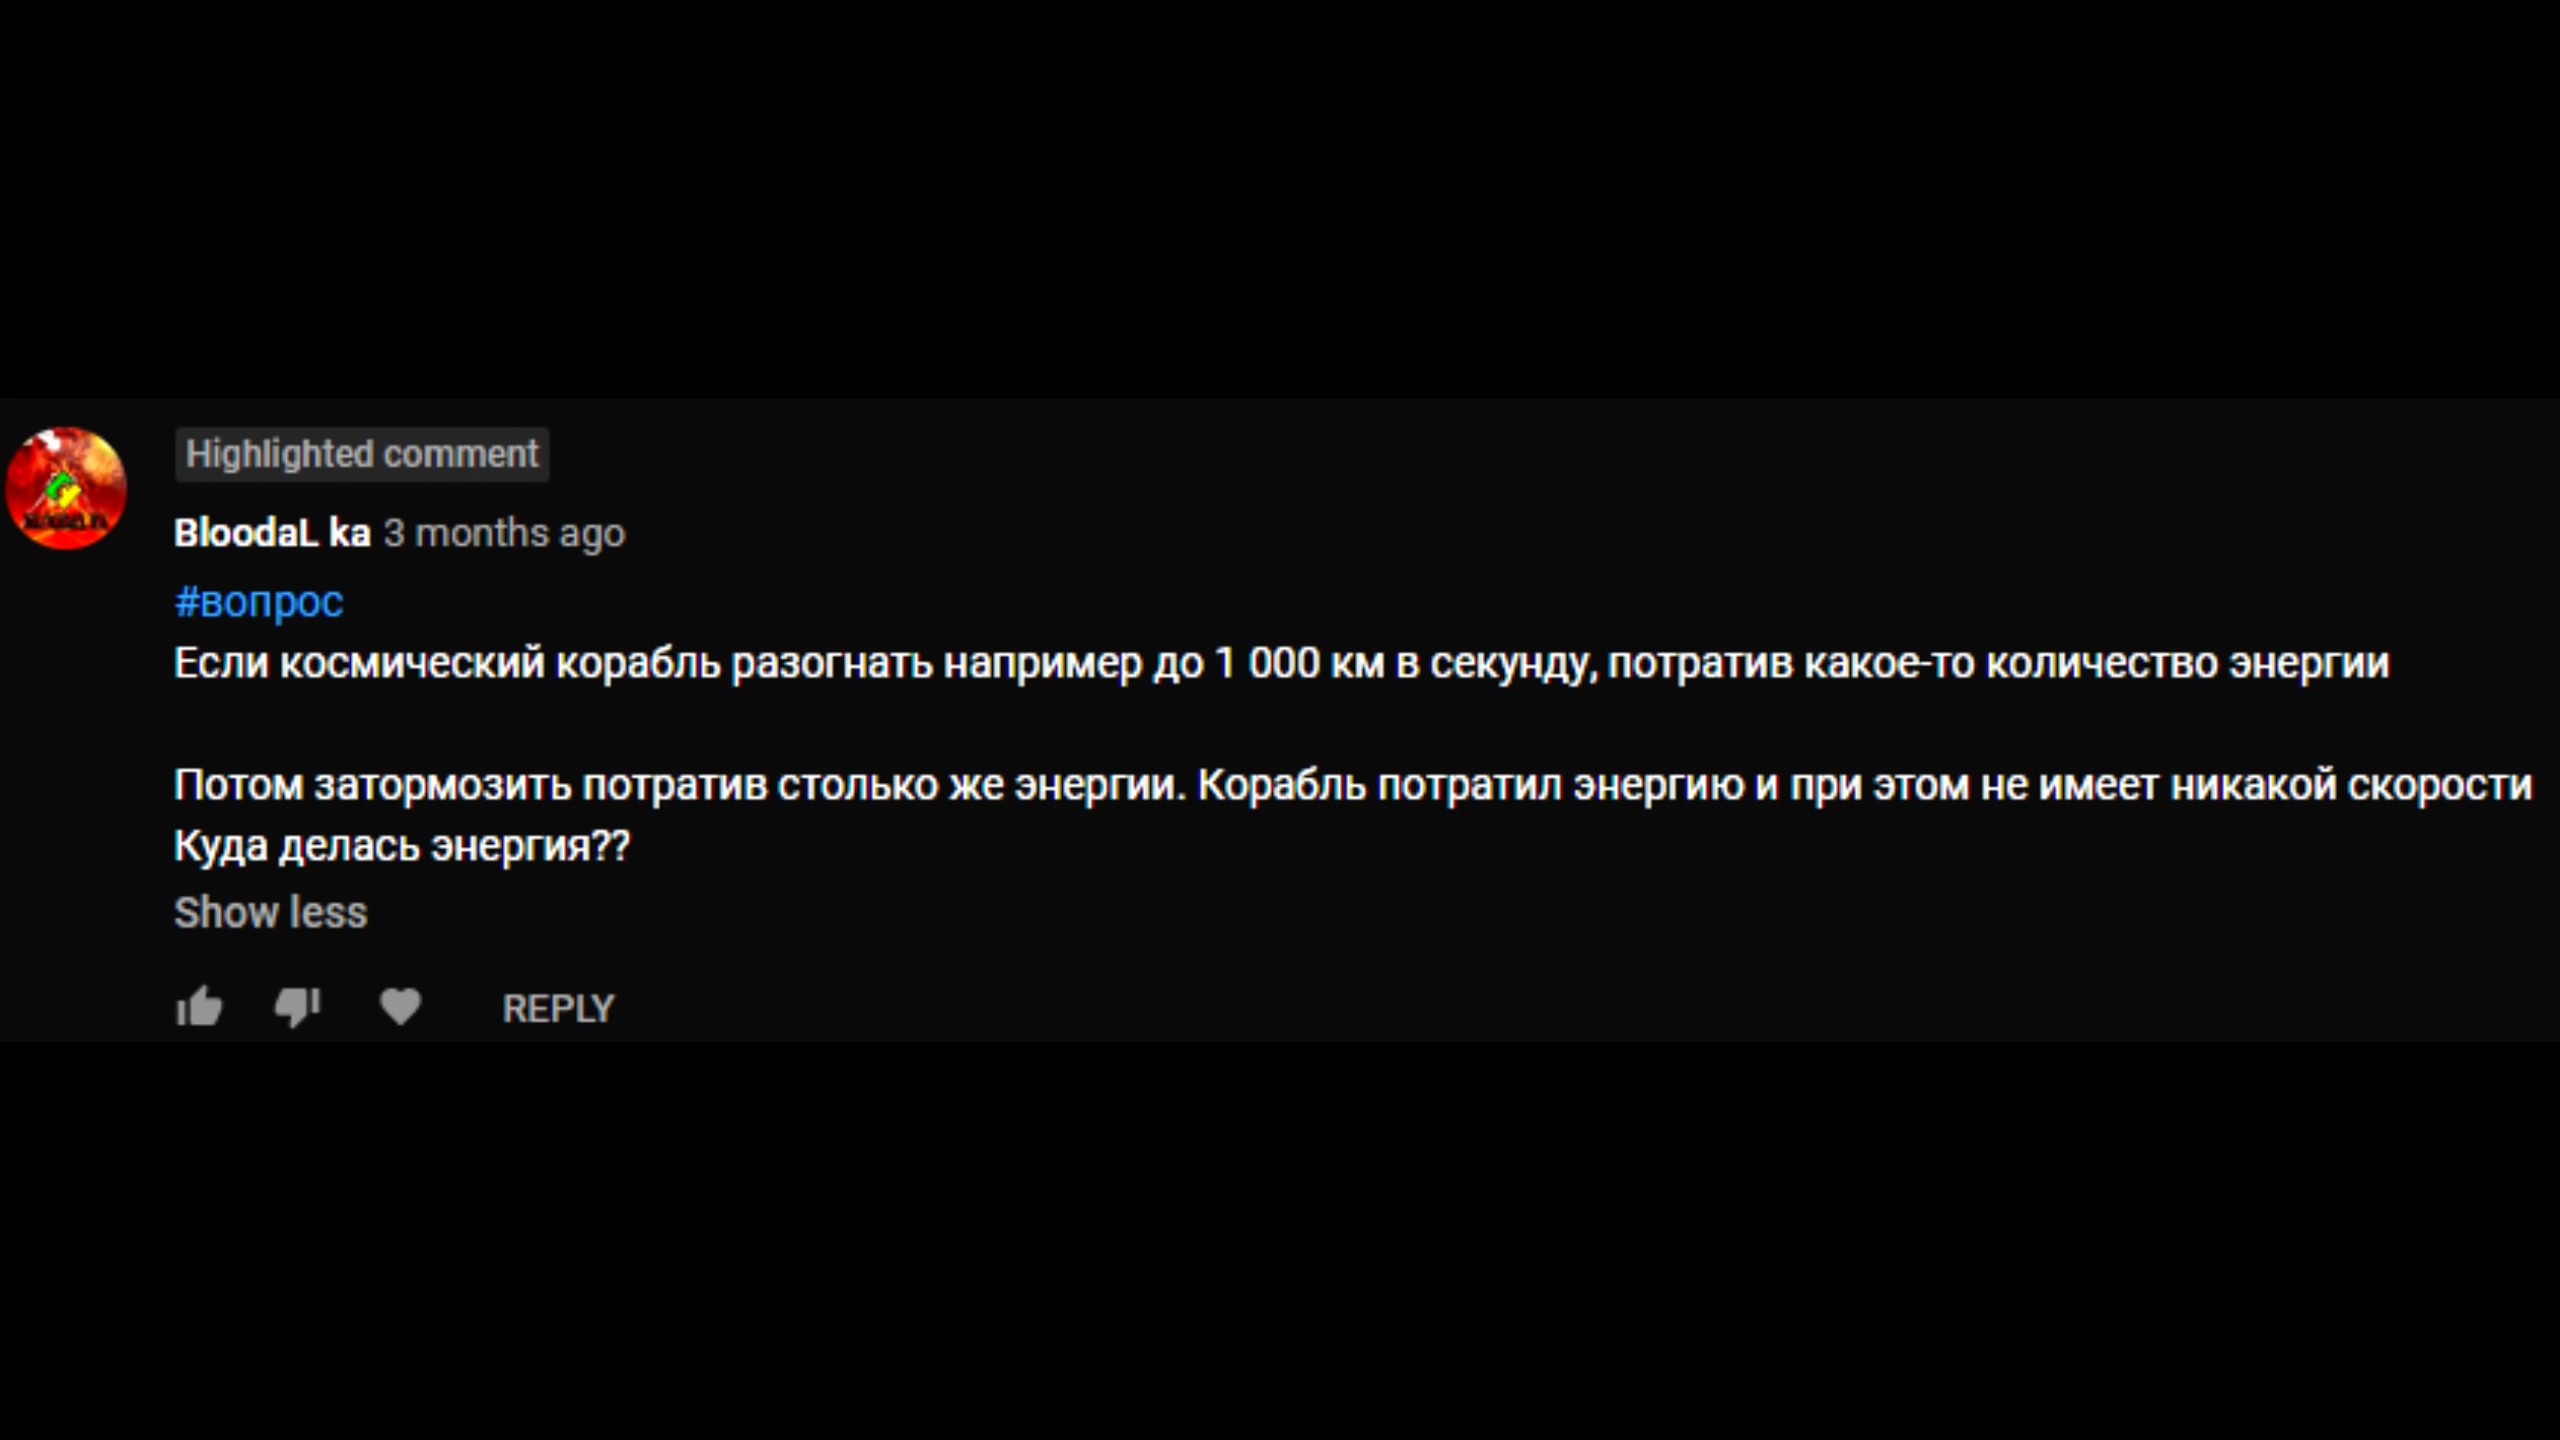 Highlighted comment
BloodaL ka 3 months ago
#вопрос
Если космический корабль разогнать например до 1 000 км в секунду, потратив какое-то количество энергии
Потом затормозить потратив столько же энергии. Корабль потратил энергию и при этом не имеет никакой скорости
Куда делась энергия??
Show less
REPLY